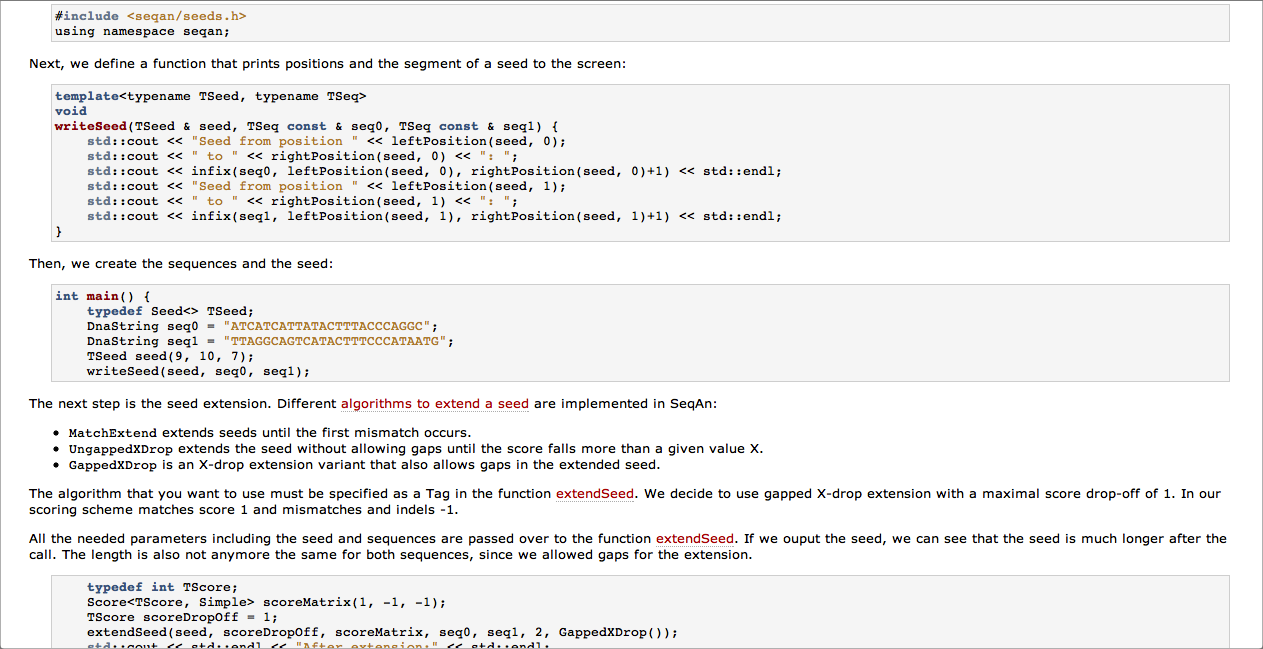 #include <seqan/seeds.h>
using namespace seqan;
Next, we define a function that prints positions and the segment of a seed to the screen:
template<typename TSeed, typename TSeq>
void
writeSeed(TSeed & seed, TSeq const & seq0, TSeq const & seq1) {
    std::cout << "Seed from position " << leftPosition(seed, 0);
    std::cout << " to " << rightPosition(seed, 0) << ": ";
    std::cout << infix(seq0, leftPosition(seed, 0), rightPosition(seed, 0)+1) << std::endl;
    std::cout << "Seed from position " << leftPosition(seed, 1);
    std::cout << " to " << rightPosition(seed, 1) << ": ";
    std::cout << infix(seq1, leftPosition(seed, 1), rightPosition(seed, 1)+1) << std::endl;
}
Then, we create the sequences and the seed:
int main() {
    typedef Seed<> TSeed;
    DnaString seq0 = "ATCATCATTATACTTTACCCAGGC";
    DnaString seq1 = "TTAGGCAGTCATACTTTCCCATAATG";
    TSeed seed(9, 10, 7);
    writeSeed(seed, seq0, seq1);
The next step is the seed extension. Different algorithms to extend a seed are implemented in SeqAn:
• MatchExtend extends seeds until the first mismatch occurs.
• UngappedXDrop extends the seed without allowing gaps until the score falls more than a given value X.
• GappedXDrop is an X-drop extension variant that also allows gaps in the extended seed.
The algorithm that you want to use must be specified as a Tag in the function extendSeed. We decide to use gapped X-drop extension with a maximal score drop-off of 1. In our
scoring scheme matches score 1 and mismatches and indels -1.
All the needed parameters including the seed and sequences are passed over to the function extendSeed. If we ouput the seed, we can see that the seed is much longer after the
call. The length is also not anymore the same for both sequences, since we allowed gaps for the extension.
    typedef int TScore;
    Score<TScore, Simple> scoreMatrix(1, -1, -1);
    TScore scoreDropOff = 1;
    extendSeed(seed, scoreDropOff, scoreMatrix, seq0, seq1, 2, GappedXDrop());
    std::cout << std::endl << "After extension:" << std::endl;